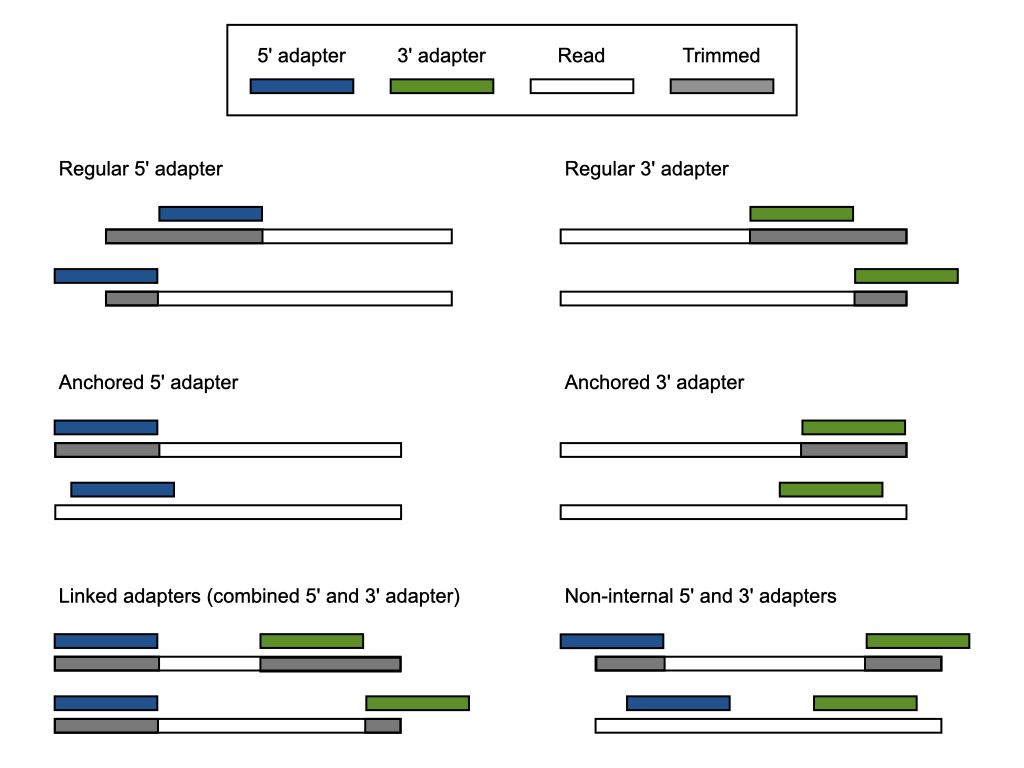 5' adapter
3' adapter
Read
Trimmed
Regular 5' adapter
Regular 3' adapter
Anchored 5' adapter
Anchored 3' adapter
Linked adapters (combined 5' and 3' adapter)
Non-internal 5' and 3' adapters